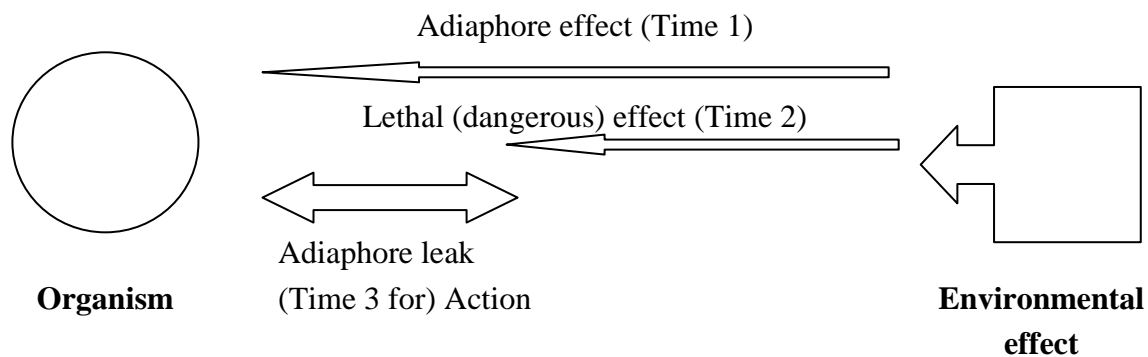 Adiaphore effect (Time 1)
Lethal (dangerous) effect (Time 2)
Adiaphore leak
(Time 3 for) Action
Organism
Environmental
effect